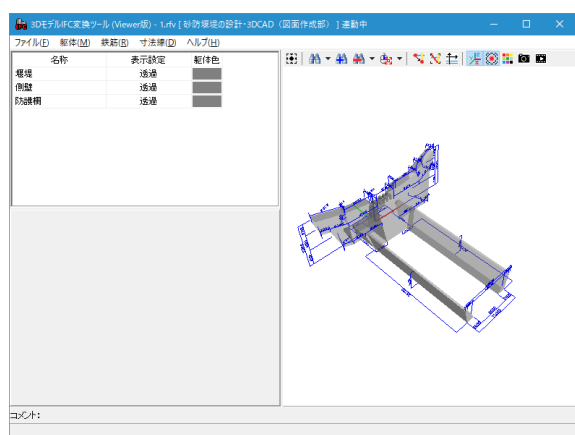 3DモデルIFC変換ツール (Viewer版) - 1.rfv [ 砂防堰堤の設計・3DCAD（図面作成部） ] 連動中
ファイル(F) 躯体(M) 鉄筋(R) 寸法線(D) ヘルプ(H)
名称 表示設定 躯体色
堰堤 透過
側壁 透過
防護柵 透過
コメント: